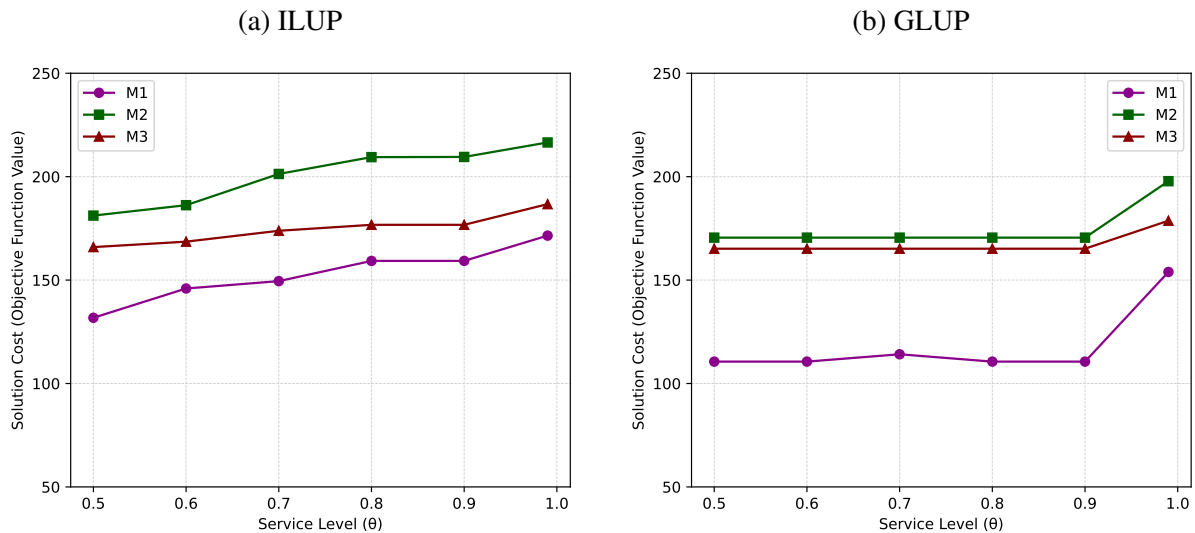 (a) ILUP
250
200
150
100
50
0.5 0.6 0.7 0.8 0.9 1.0
Solution Cost (Objective Function Value)
Service Level (θ)
M1
M2
M3
(b) GLUP
250
200
150
100
50
0.5 0.6 0.7 0.8 0.9 1.0
Solution Cost (Objective Function Value)
Service Level (θ)
M1
M2
M3